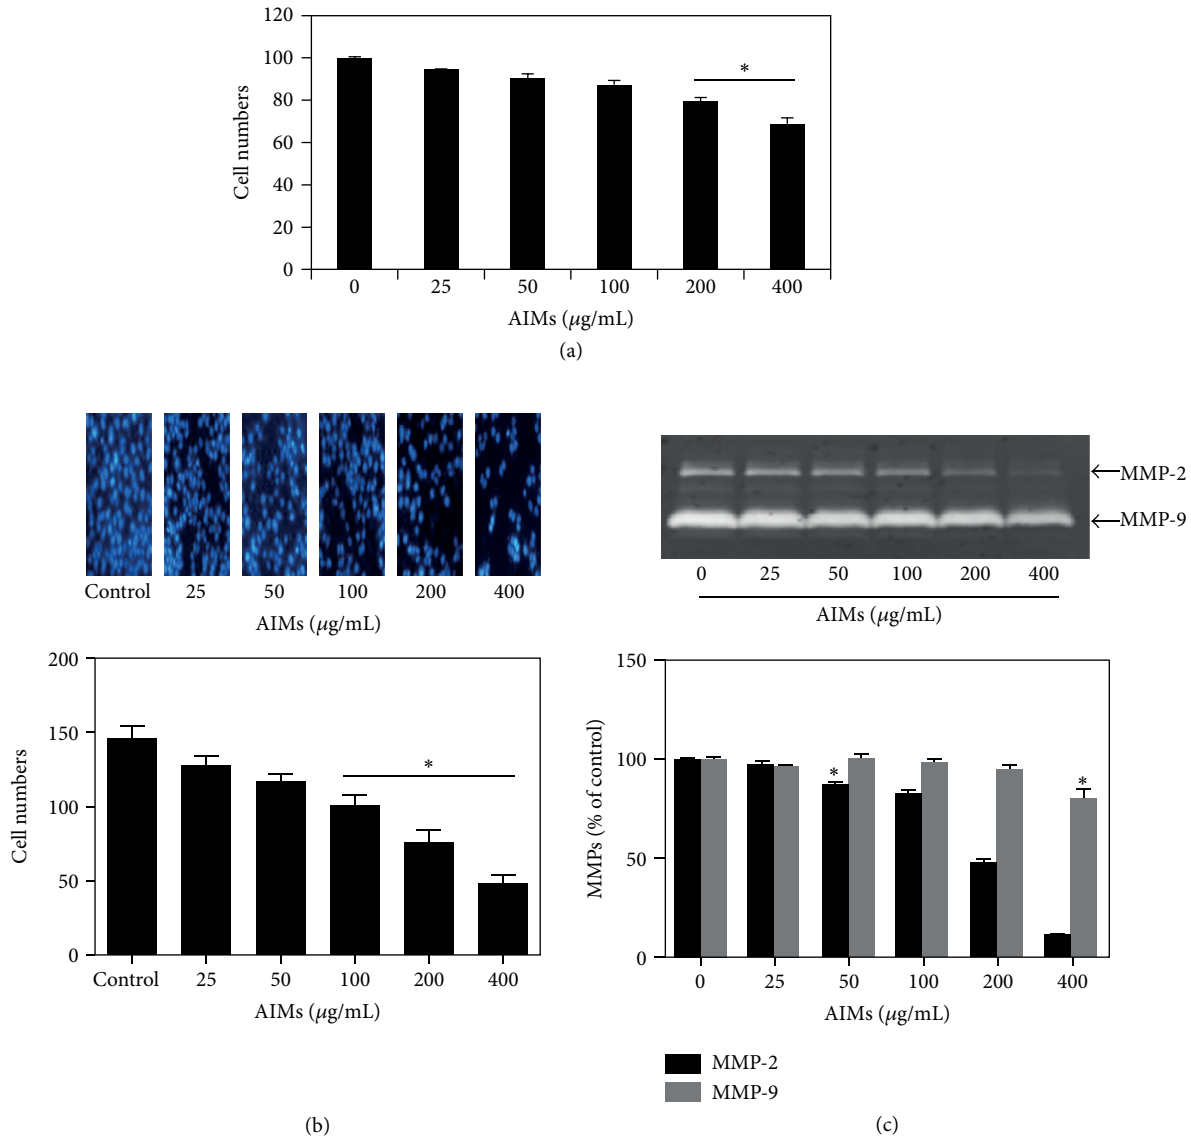 120
100
80
60
40
20
0
Cell numbers
*
0 25 50 100 200 400
AIMs (μg/mL)
(a)
Control 25 50 100 200 400
AIMs (μg/mL)
200
150
100
50
0
Cell numbers
*
Control 25 50 100 200 400
AIMs (μg/mL)
(b)
MMP-2
MMP-9
0 25 50 100 200 400
AIMs (μg/mL)
150
100
50
0
MMPs (% of control)
*
*
0 25 50 100 200 400
AIMs (μg/mL)
MMP-2
MMP-9
(c)